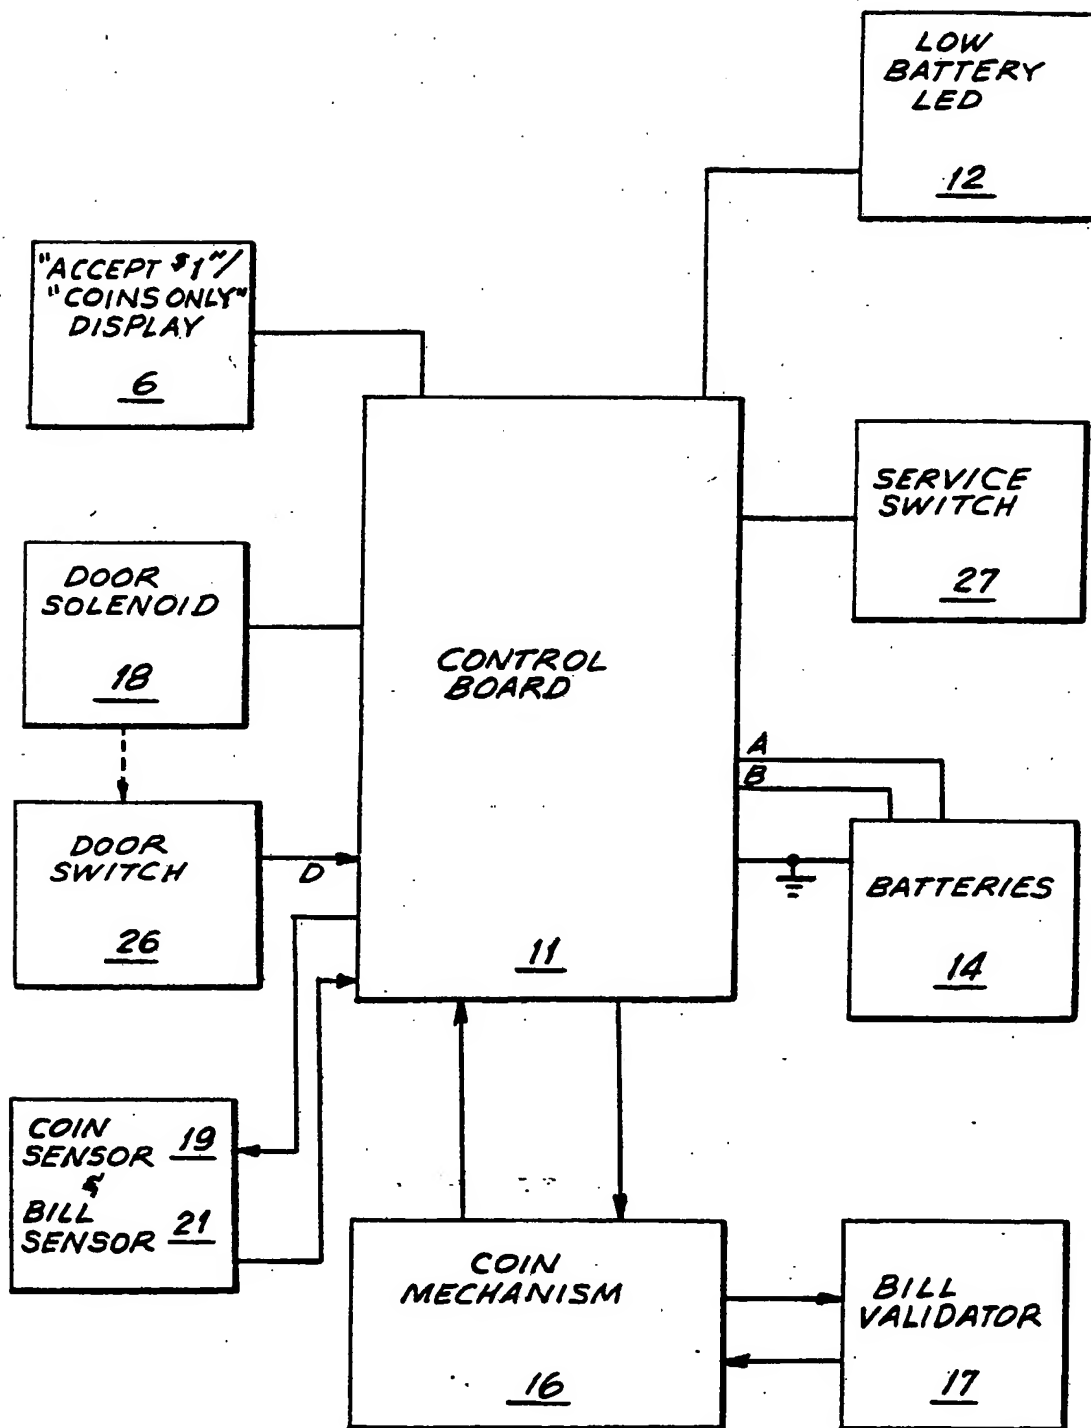 LOW
BATTERY
LED
12
"ACCEPT $1"/
"COINS ONLY"
DISPLAY
6
SERVICE
SWITCH
27
DOOR
SOLENOID
18
CONTROL
BOARD
11
A
B
DOOR
SWITCH
26
D
BATTERIES
14
COIN
SENSOR 19
&
BILL
SENSOR 21
COIN
MECHANISM
16
BILL
VALIDATOR
17